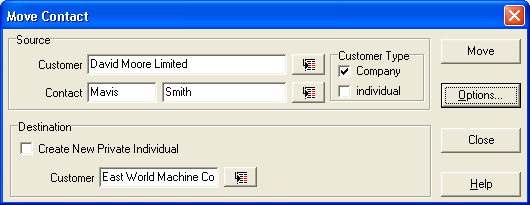 Move Contact
Source
Customer David Moore Limited
Contact Mavis Smith
Customer Type
Company
individual
Move
Options...
Close
Help
Destination
Create New Private Individual
Customer East World Machine Co